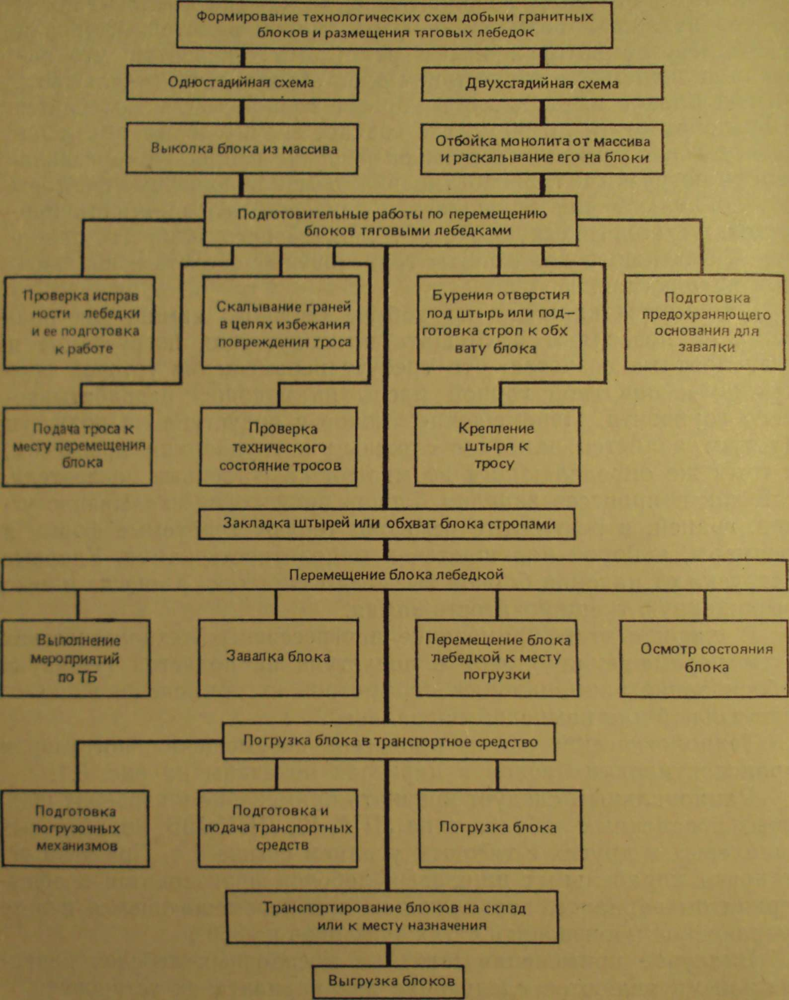 Формирование технологических схем добычи гранитных
блоков и размещения тяговых лебедок
Одностадийная схема
Двухстадийная схема
Выколка блока из массива
Отбойка монолита от массива
и раскалывание его на блоки
Подготовительные работы по перемещению
блоков тяговыми лебедками
Проверка исправ
ности лебедки
и ее подготовка
к работе
Скалывание граней
в целях избежания
повреждения троса
Бурения отверстия
под штырь или под—
готовка строп к обх
вату блока
Подготовка
предохраняющего
основания для
завалки
Подача троса к
месту перемещения
блока
Проверка
технического
состояние тросов
Крепление
штыря к
тросу
Закладка штырей или обхват блока стропами
Перемещение блока лебедкой
Выполнение
мероприятий
по ТБ
Завалка блока
Перемещение блока
лебедкой к месту
погрузки
Осмотр состояния
блока
Погрузка блока в транспортное средство
Подготовка
погрузочных
механизмов
Подготовка и
подача транспортных
средств
Погрузка блока
Транспортирование блоков на склад
или к месту назначения
Выгрузка блоков